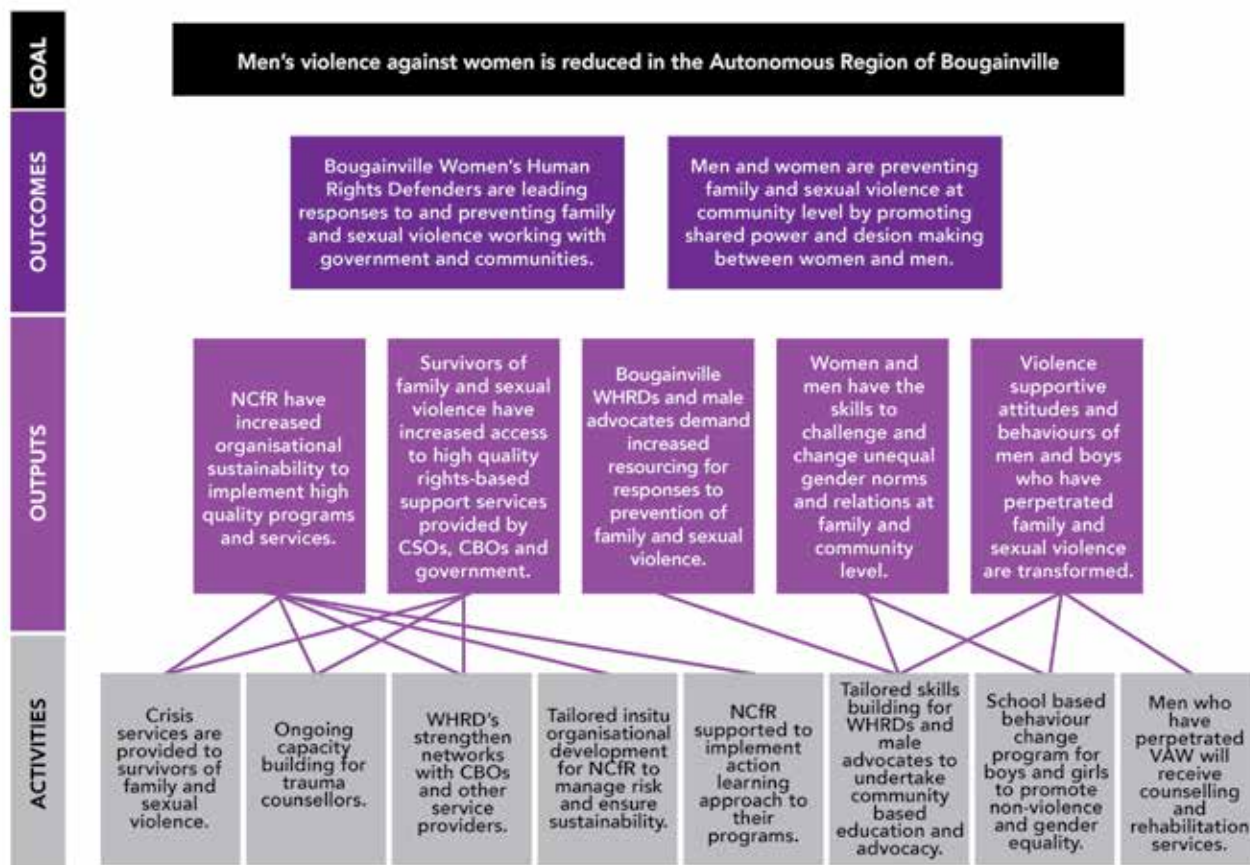 GOAL
Men's violence against women is reduced in the Autonomous Region of Bougainville
OUTCOMES
Bougainville Women's Human
Rights Defenders are leading
responses to and preventing family
and sexual violence working with
government and communities.
Men and women are preventing
family and sexual violence at
community level by promoting
shared power and desion making
between women and men.
OUTPUTS
NCfR have
increased
organisational
sustainability to
implement high
quality programs
and services.
Survivors of
family and sexual
violence have
increased access
to high quality
rights-based
support services
provided by
CSOs, CBOs and
government.
Bougainville
WHRDs and male
advocates demand
increased
resourcing for
responses to
prevention of
family and sexual
violence.
Women and
men have the
skills to
challenge and
change unequal
gender norms
and relations at
family and
community
level.
Violence
supportive
attitudes and
behaviours of
men and boys
who have
perpetrated
family and
sexual violence
are transformed.
ACTIVITIES
Crisis
services are
provided to
survivors of
family and
sexual
violence.
Ongoing
capacity
building for
trauma
counsellors.
WHRD's
strengthen
networks
with CBOs
and other
service
providers.
Tailored insitu
organisational
development
for NCfR to
manage risk
and ensure
sustainability.
NCfR
supported to
implement
action
learning
approach to
their
programs.
Tailored skills
building for
WHRDs and
male
advocates to
undertake
community
based
education and
advocacy.
School based
behaviour
change
program for
boys and girls
to promote
non-violence
and gender
equality.
Men who
have
perpetrated
VAW will
receive
counselling
and
rehabilitation
services.